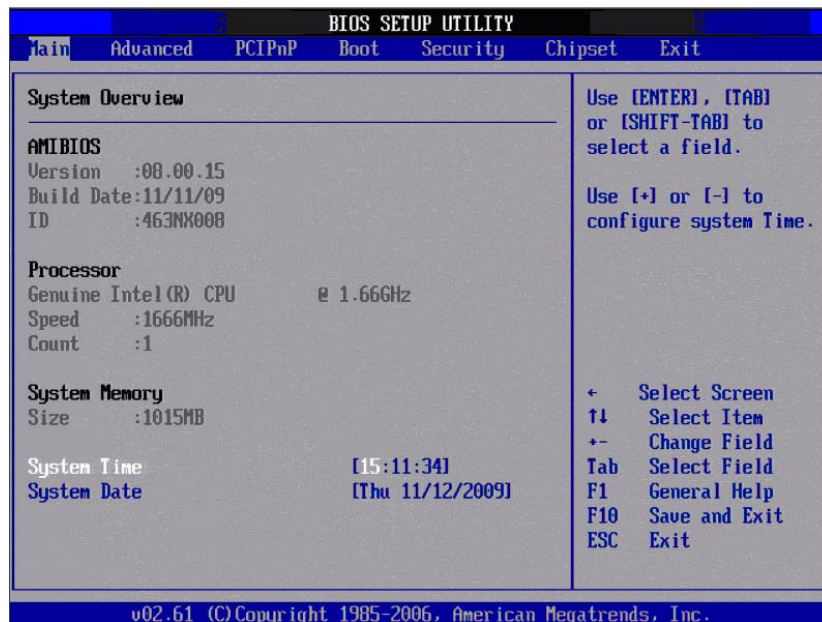 BIOS SETUP UTILITY
Main Advanced PCIPnP Boot Security Chipset Exit
System Overview
AMIBIOS
Version :08.00.15
Build Date:11/11/09
ID :463NX008
Processor
Genuine Intel(R) CPU @ 1.66GHz
Speed :1666MHz
Count :1
System Memory
Size :1015MB
System Time [15:11:34]
System Date [Thu 11/12/2009]
Use [ENTER], [TAB]
or [SHIFT-TAB] to
select a field.
Use [+] or [-] to
configure system Time.
← Select Screen
↑↓ Select Item
+- Change Field
Tab Select Field
F1 General Help
F10 Save and Exit
ESC Exit
v02.61 (C)Copyright 1985-2006, American Megatrends, Inc.